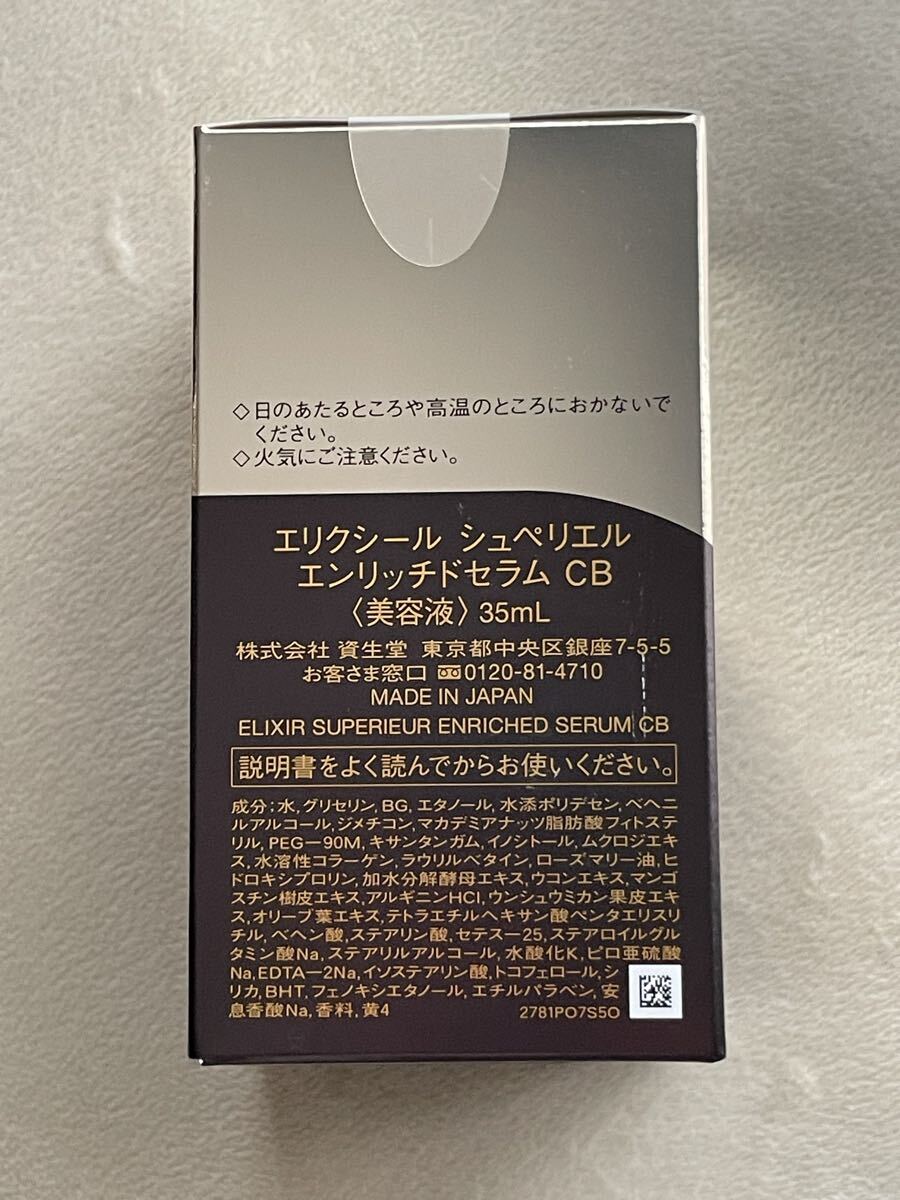 ◇日のあたるところや高温のところにおかないで
ください。
◇火気にご注意ください。
エリクシール シュペリエル
エンリッチドセラム CB
〈美容液〉35mL
株式会社 資生堂 東京都中央区銀座7-5-5
お客さま窓口 0120-81-4710
MADE IN JAPAN
ELIXIR SUPERIEUR ENRICHED SERUM CB
説明書をよく読んでからお使いください。
成分:水,グリセリン,BG,エタノール,水添ポリデセン,ベヘニ
ルアルコール,ジメチコン,マカデミアナッツ脂肪酸フィトステ
リル,PEG-90M,キサンタンガム,イノシトール,ムクロジエキ
ス,水溶性コラーゲン,ラウリルベタイン,ローズマリー油,ヒ
ドロキシプロリン,加水分解酵母エキス,ウコンエキス,マンゴ
スチン樹皮エキス,アルギニンHCl,ウンシュウミカン果皮エキ
ス,オリーブ葉エキス,テトラエチルヘキサン酸ペンタエリスリ
チル,ベヘン酸,ステアリン酸,セテス-25,ステアロイルグル
タミン酸Na,ステアリルアルコール,水酸化K,ピロ亜硫酸
Na,EDTA-2Na,イソステアリン酸,トコフェロール,シ
リカ,BHT,フェノキシエタノール,エチルパラベン,安
息香酸Na,香料,黄4
2781PO7S5O